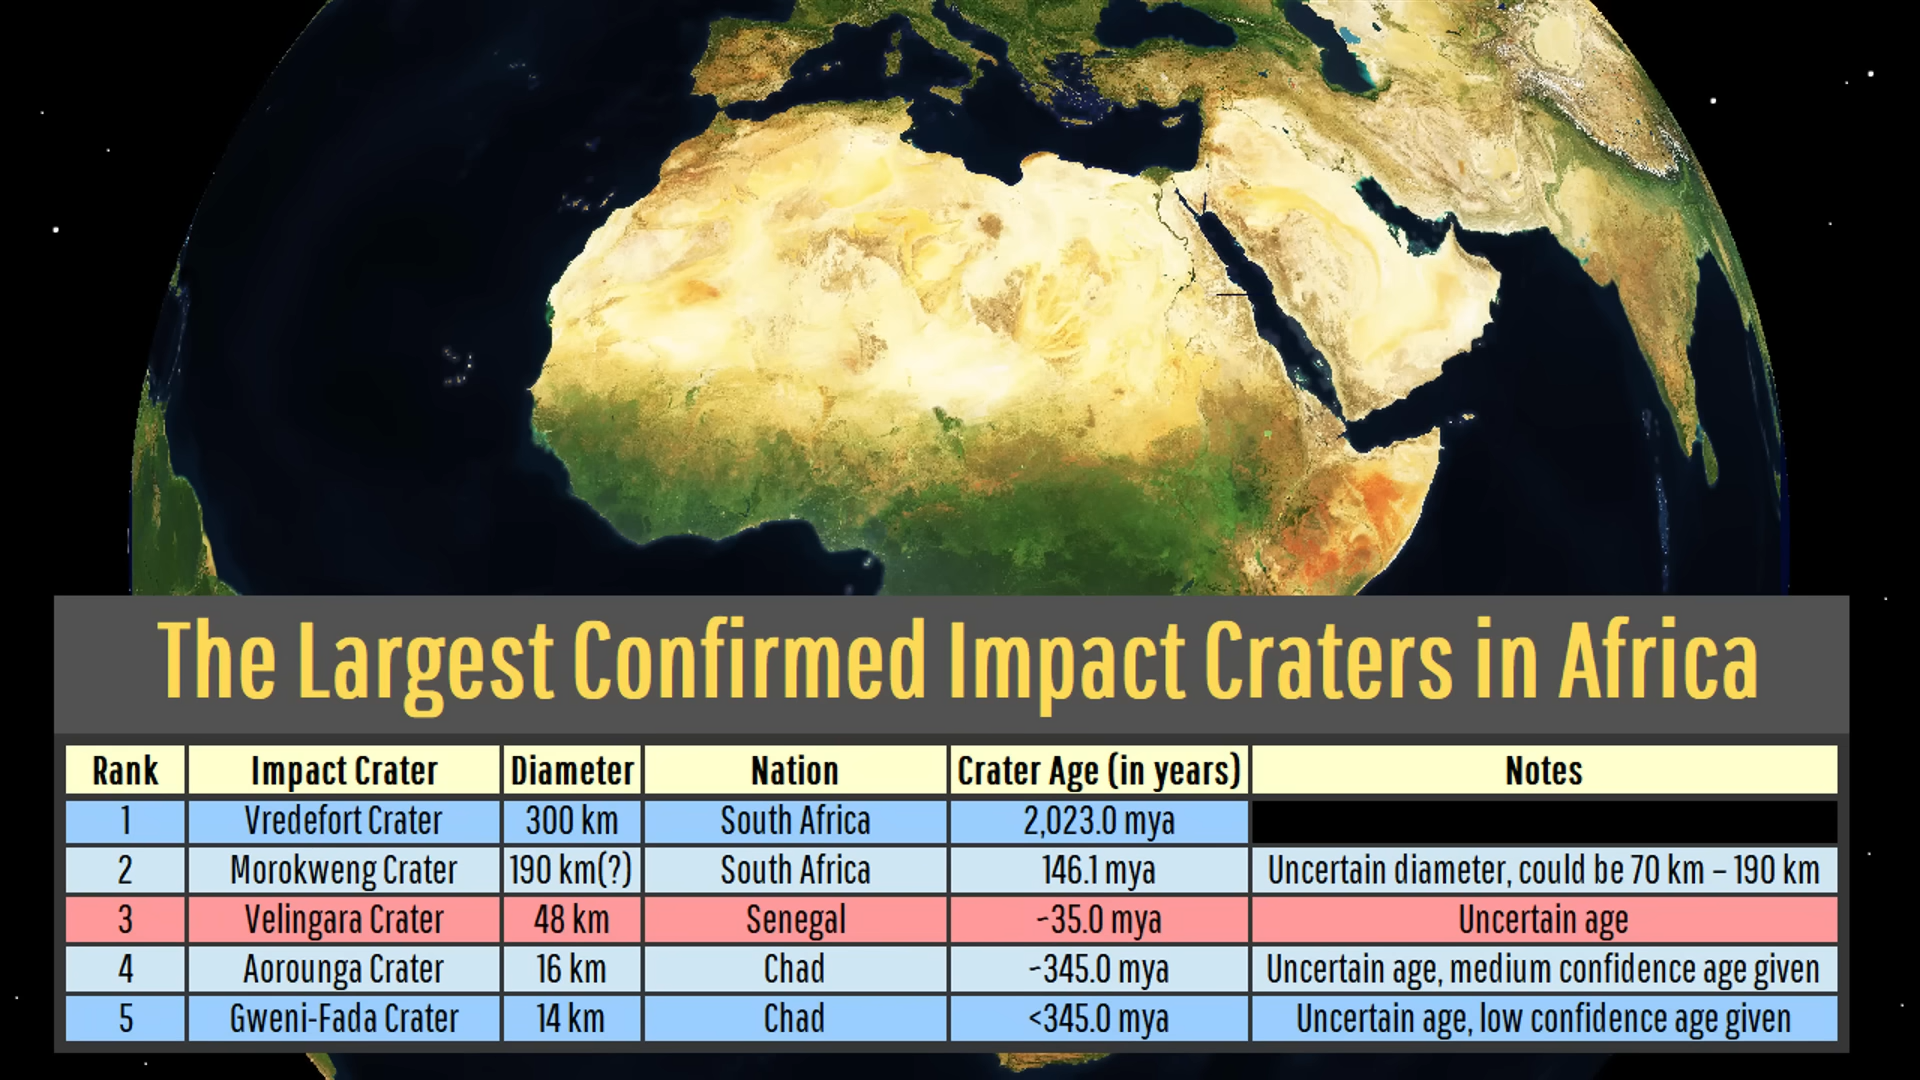 The Largest Confirmed Impact Craters in Africa
Rank Impact Crater Diameter Nation Crater Age (in years) Notes
1 Vredefort Crater 300 km South Africa 2,023.0 mya
2 Morokweng Crater 190 km(?) South Africa 146.1 mya Uncertain diameter, could be 70 km – 190 km
3 Velingara Crater 48 km Senegal ~35.0 mya Uncertain age
4 Aorounga Crater 16 km Chad ~345.0 mya Uncertain age, medium confidence age given
5 Gweni-Fada Crater 14 km Chad <345.0 mya Uncertain age, low confidence age given